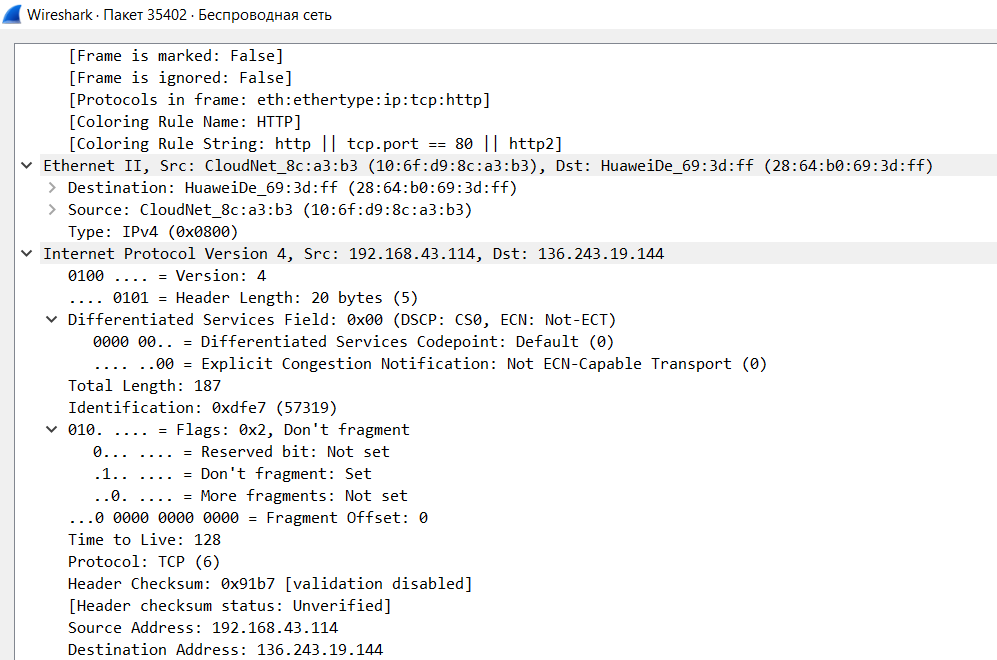 Wireshark · Пакет 35402 · Беспроводная сеть
[Frame is marked: False]
[Frame is ignored: False]
[Protocols in frame: eth:ethertype:ip:tcp:http]
[Coloring Rule Name: HTTP]
[Coloring Rule String: http || tcp.port == 80 || http2]
Ethernet II, Src: CloudNet_8c:a3:b3 (10:6f:d9:8c:a3:b3), Dst: HuaweiDe_69:3d:ff (28:64:b0:69:3d:ff)
Destination: HuaweiDe_69:3d:ff (28:64:b0:69:3d:ff)
Source: CloudNet_8c:a3:b3 (10:6f:d9:8c:a3:b3)
Type: IPv4 (0x0800)
Internet Protocol Version 4, Src: 192.168.43.114, Dst: 136.243.19.144
0100 .... = Version: 4
.... 0101 = Header Length: 20 bytes (5)
Differentiated Services Field: 0x00 (DSCP: CS0, ECN: Not-ECT)
0000 00.. = Differentiated Services Codepoint: Default (0)
.... ..00 = Explicit Congestion Notification: Not ECN-Capable Transport (0)
Total Length: 187
Identification: 0xdfe7 (57319)
010. .... = Flags: 0x2, Don't fragment
0... .... = Reserved bit: Not set
.1.. .... = Don't fragment: Set
..0. .... = More fragments: Not set
...0 0000 0000 0000 = Fragment Offset: 0
Time to Live: 128
Protocol: TCP (6)
Header Checksum: 0x91b7 [validation disabled]
[Header checksum status: Unverified]
Source Address: 192.168.43.114
Destination Address: 136.243.19.144